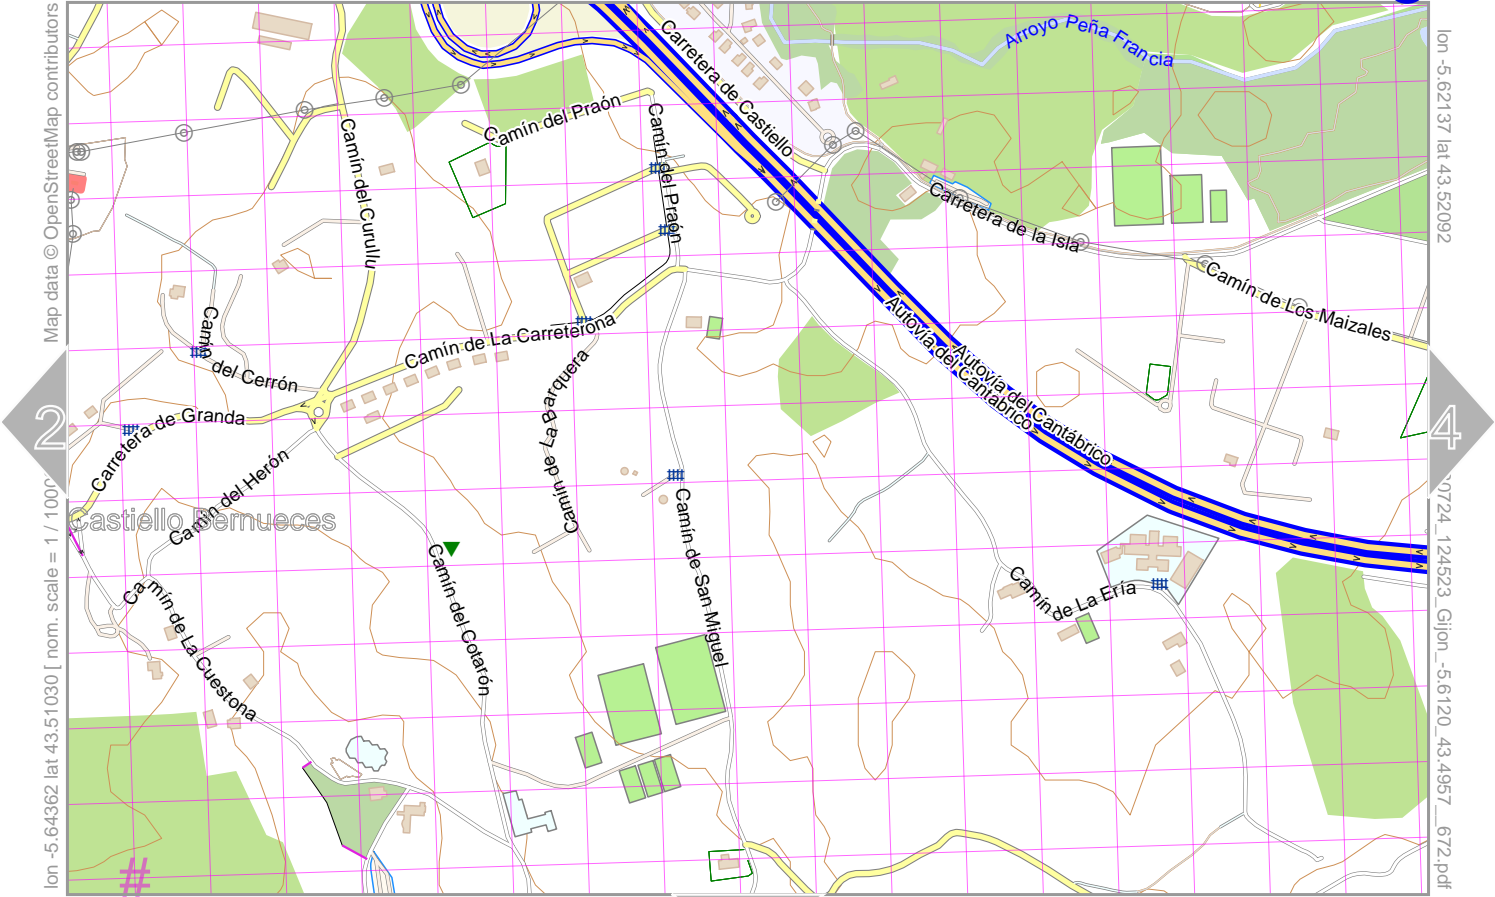 Map data © OpenStreetMap contributors
lon -5.64362 lat 43.51030 [ nom. scale = 1 / 1000
lon -5.62137 lat 43.52092
0724_124523_Gijon_-5.6120_43.4957__672.pdf
2
4
Arroyo Peña Francia
Carretera de Castiello
Camín del Praón
Camín del Praón
Camín del Curullu
Carretera de la Isla
Camín de Los Maizales
Autovía del Cantábrico
Autovía del Cantábrico
Camín de La Carreterona
Camín del Cerrón
Carretera de Granda
Camín de La Barquera
Camín del Herón
Castiello Bernueces
Camín de San Miguel
Camín del Cotarón
Camín de La Ería
Camín de La Cuestona
#